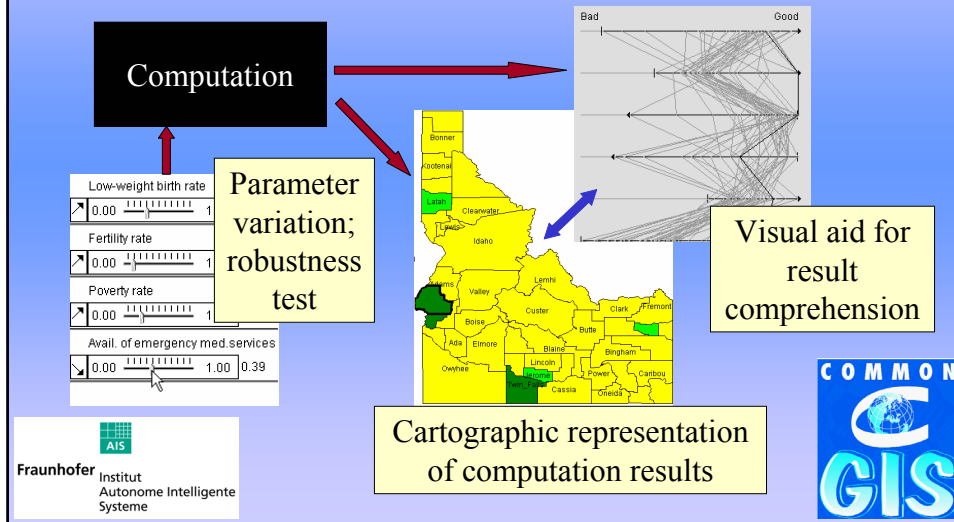 Computation
Bad Good
Low-weight birth rate
0.00 1
Fertility rate
0.00 1
Poverty rate
0.00 1
Avail. of emergency med.services
0.00 1.00 0.39
Parameter
variation;
robustness
test
Bonner
Kootenai
Latah
Clearwater
Lewis
Idaho
Adams
Valley
Lemhi
Custer
Clark
Fremont
Boise
Butte
Ada
Elmore
Blaine
Bingham
Lincoln
Owyhee
Jerome
Power
Caribou
Twin_Falls
Cassia
Oneida
Visual aid for
result
comprehension
Cartographic representation
of computation results
AIS
Fraunhofer Institut
Autonome Intelligente
Systeme
COMMON
GIS